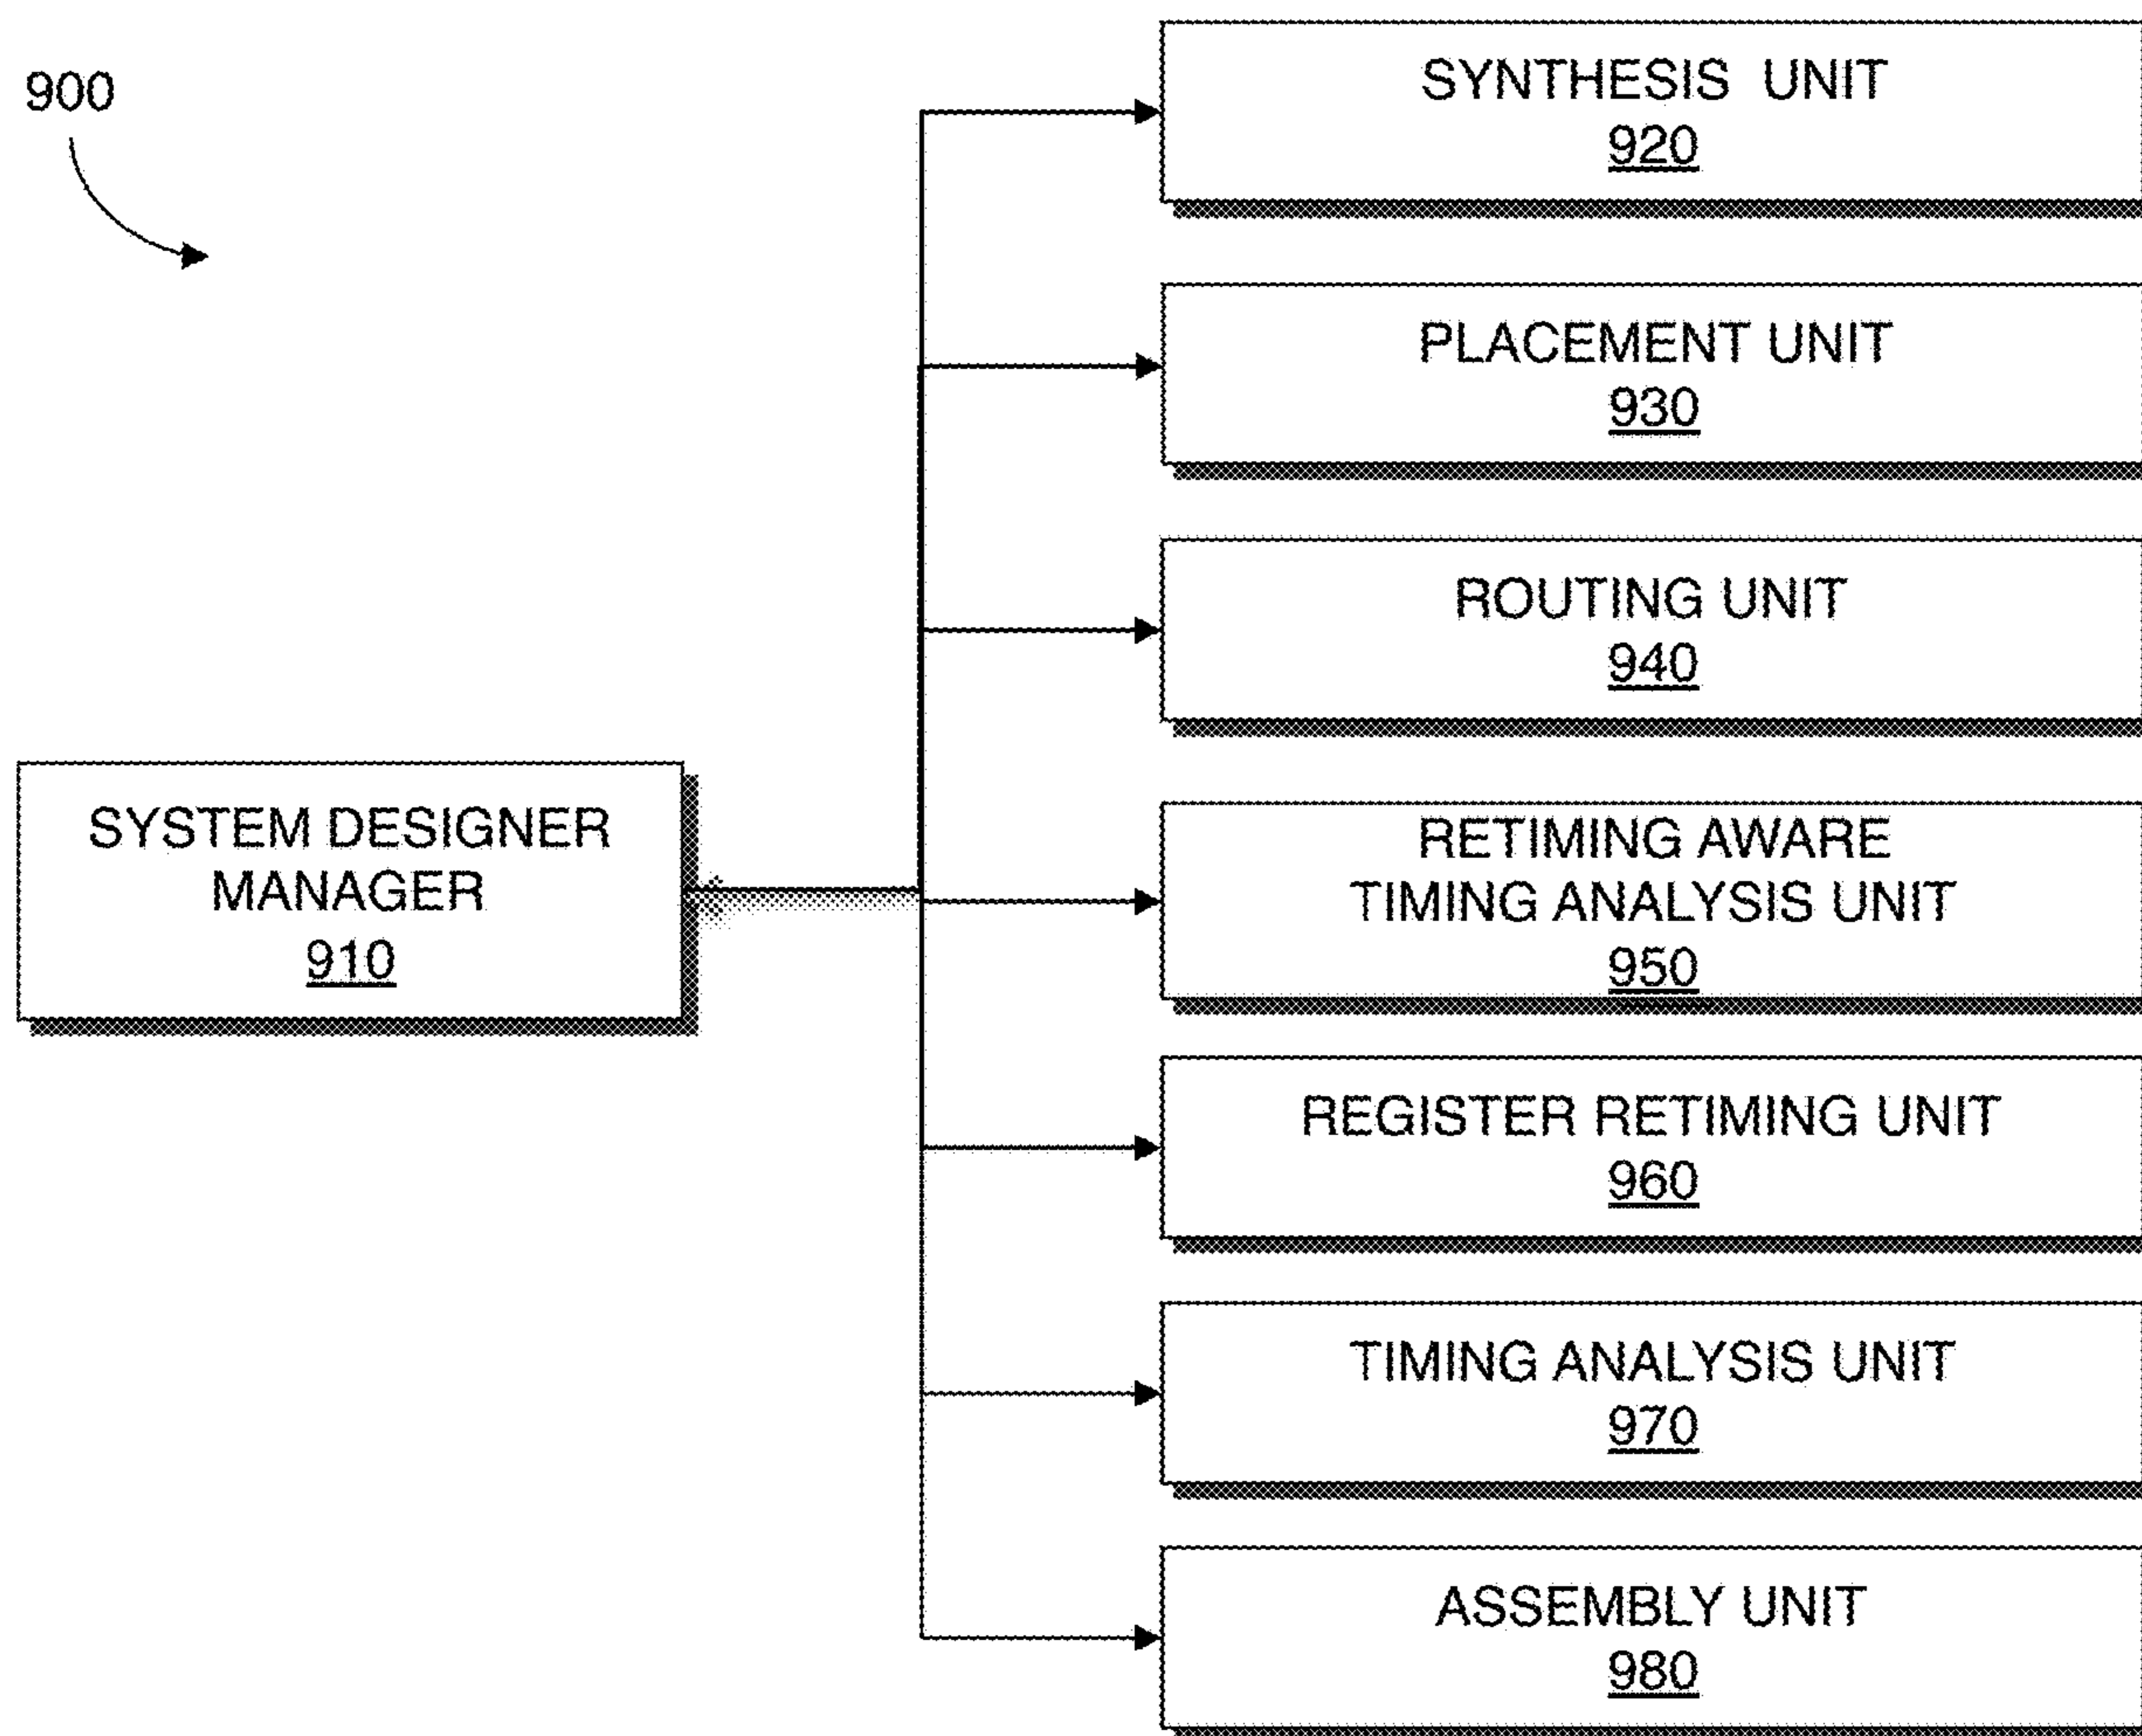 900
SYNTHESIS UNIT
920
PLACEMENT UNIT
930
ROUTING UNIT
940
SYSTEM DESIGNER
MANAGER
910
RETIMING AWARE
TIMING ANALYSIS UNIT
950
REGISTER RETIMING UNIT
960
TIMING ANALYSIS UNIT
970
ASSEMBLY UNIT
980